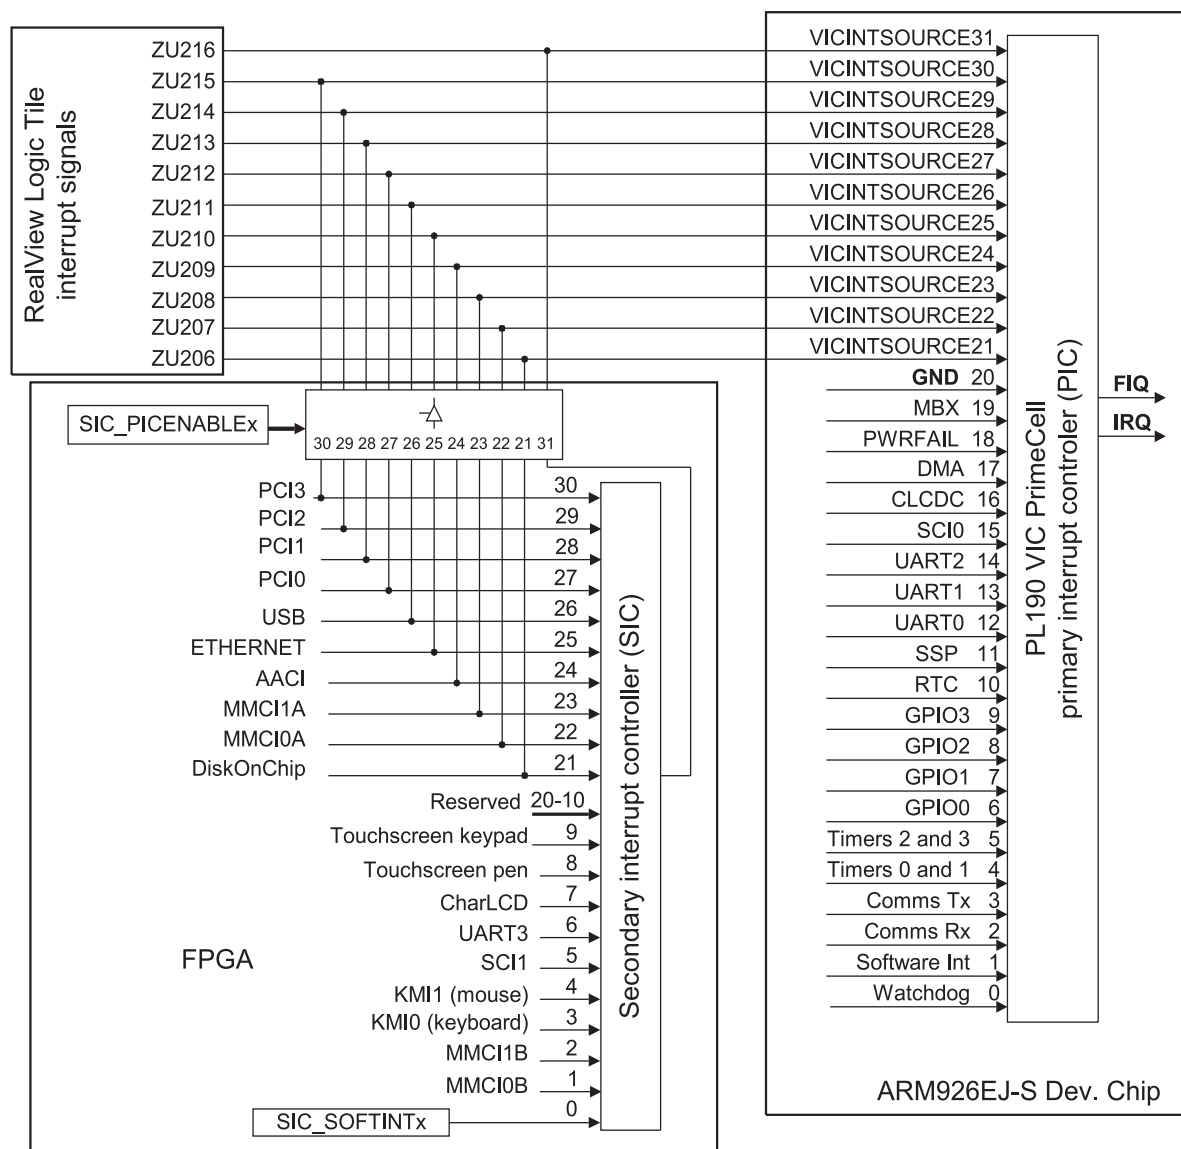 RealView Logic Tile
interrupt signals
ZU216
ZU215
ZU214
ZU213
ZU212
ZU211
ZU210
ZU209
ZU208
ZU207
ZU206
VICINTSOURCE31
VICINTSOURCE30
VICINTSOURCE29
VICINTSOURCE28
VICINTSOURCE27
VICINTSOURCE26
VICINTSOURCE25
VICINTSOURCE24
VICINTSOURCE23
VICINTSOURCE22
VICINTSOURCE21
GND 20
MBX 19
PWRFAIL 18
DMA 17
CLCDC 16
SCI0 15
UART2 14
UART1 13
UART0 12
SSP 11
RTC 10
GPIO3 9
GPIO2 8
GPIO1 7
GPIO0 6
Timers 2 and 3 5
Timers 0 and 1 4
Comms Tx 3
Comms Rx 2
Software Int 1
Watchdog 0
PL190 VIC PrimeCell
primary interrupt controler (PIC)
FIQ
IRQ
ARM926EJ-S Dev. Chip
SIC_PICENABLEx
30 29 28 27 26 25 24 23 22 21 31
PCI3 30
PCI2 29
PCI1 28
PCI0 27
USB 26
ETHERNET 25
AACI 24
MMCI1A 23
MMCI0A 22
DiskOnChip 21
Reserved 20-10
Touchscreen keypad 9
Touchscreen pen 8
CharLCD 7
UART3 6
SCI1 5
KMI1 (mouse) 4
KMI0 (keyboard) 3
MMCI1B 2
MMCI0B 1
SIC_SOFTINTx 0
Secondary interrupt controller (SIC)
FPGA